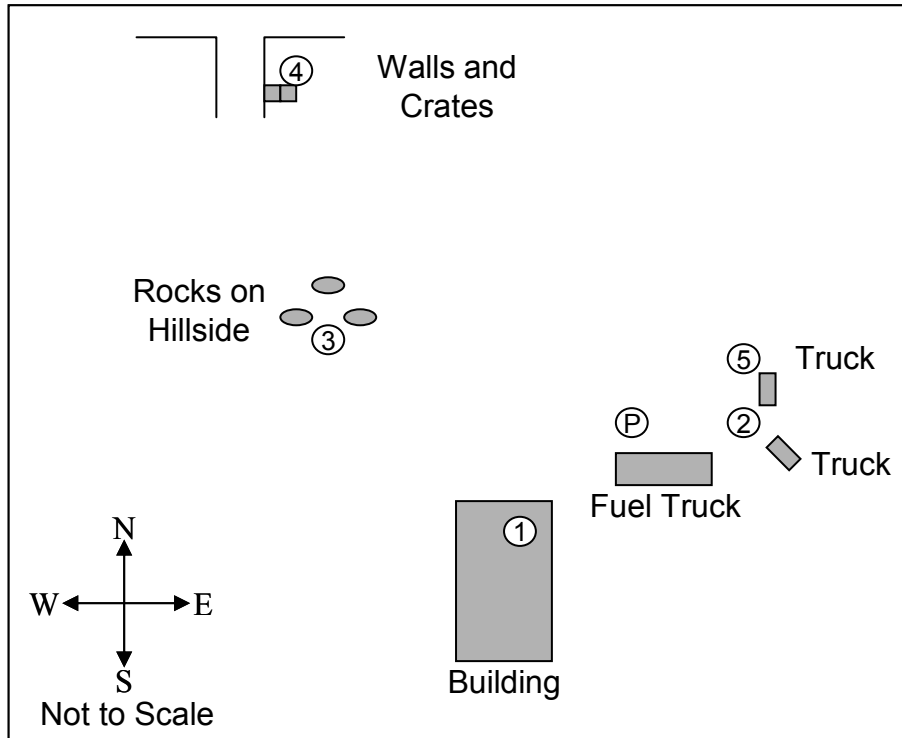 4
Walls and
Crates
Rocks on
Hillside
3
5
Truck
P
2
Truck
Fuel Truck
1
N
W
E
S
Building
Not to Scale